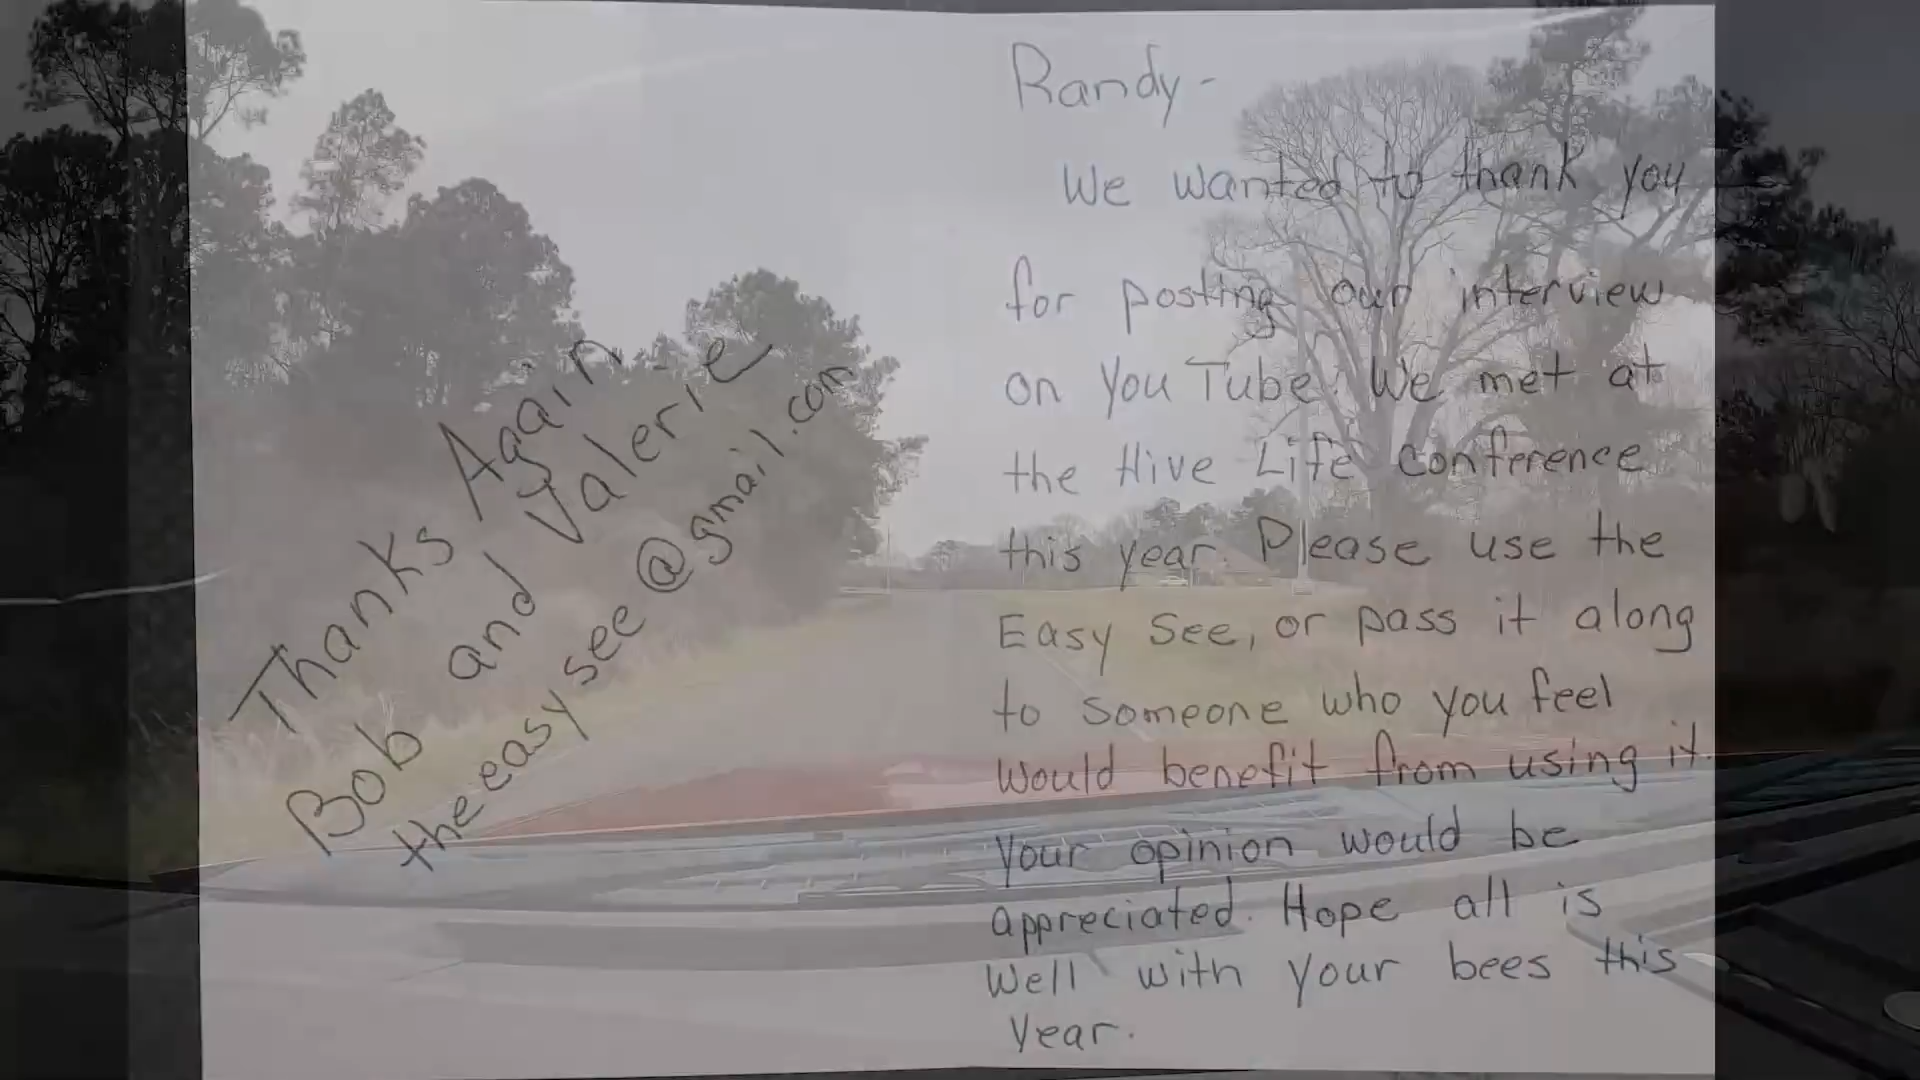 Thanks Again
Bob and Valerie
theeasysee@gmail.com
Randy-
We wanted to thank you
for posting our interview
on YouTube. We met at
the Hive Life conference
this year. Please use the
Easy See, or pass it along
to someone who you feel
would benefit from using it.
Your opinion would be
appreciated. Hope all is
well with your bees this
year.